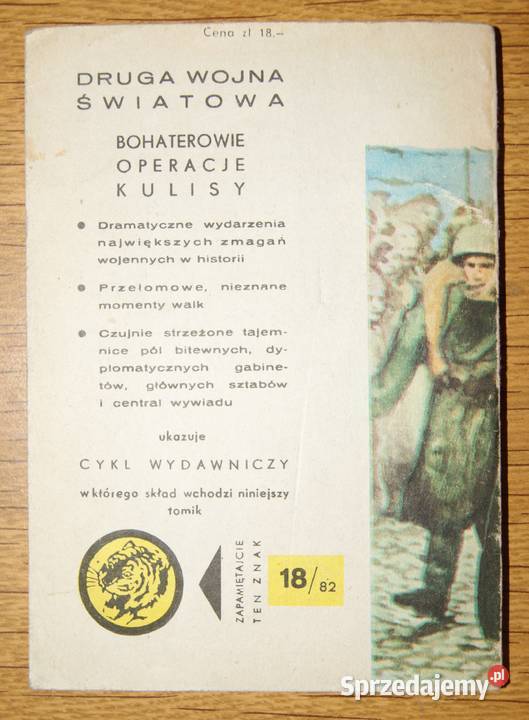 Cena zł 18.–
DRUGA WOJNA
ŚWIATOWA
BOHATEROWIE
OPERACJE
KULISY
• Dramatyczne wydarzenia
największych zmagań
wojennych w historii
• Przełomowe, nieznane
momenty walk
• Czujnie strzeżone tajem-
nice pól bitewnych, dy-
plomatycznych gabine-
tów, głównych sztabów
i central wywiadu
ukazuje
CYKL WYDAWNICZY
w którego skład wchodzi niniejszy
tomik
ZAPAMIĘTAJCIE
TEN ZNAK
18/82
Sprzedajemy.pl